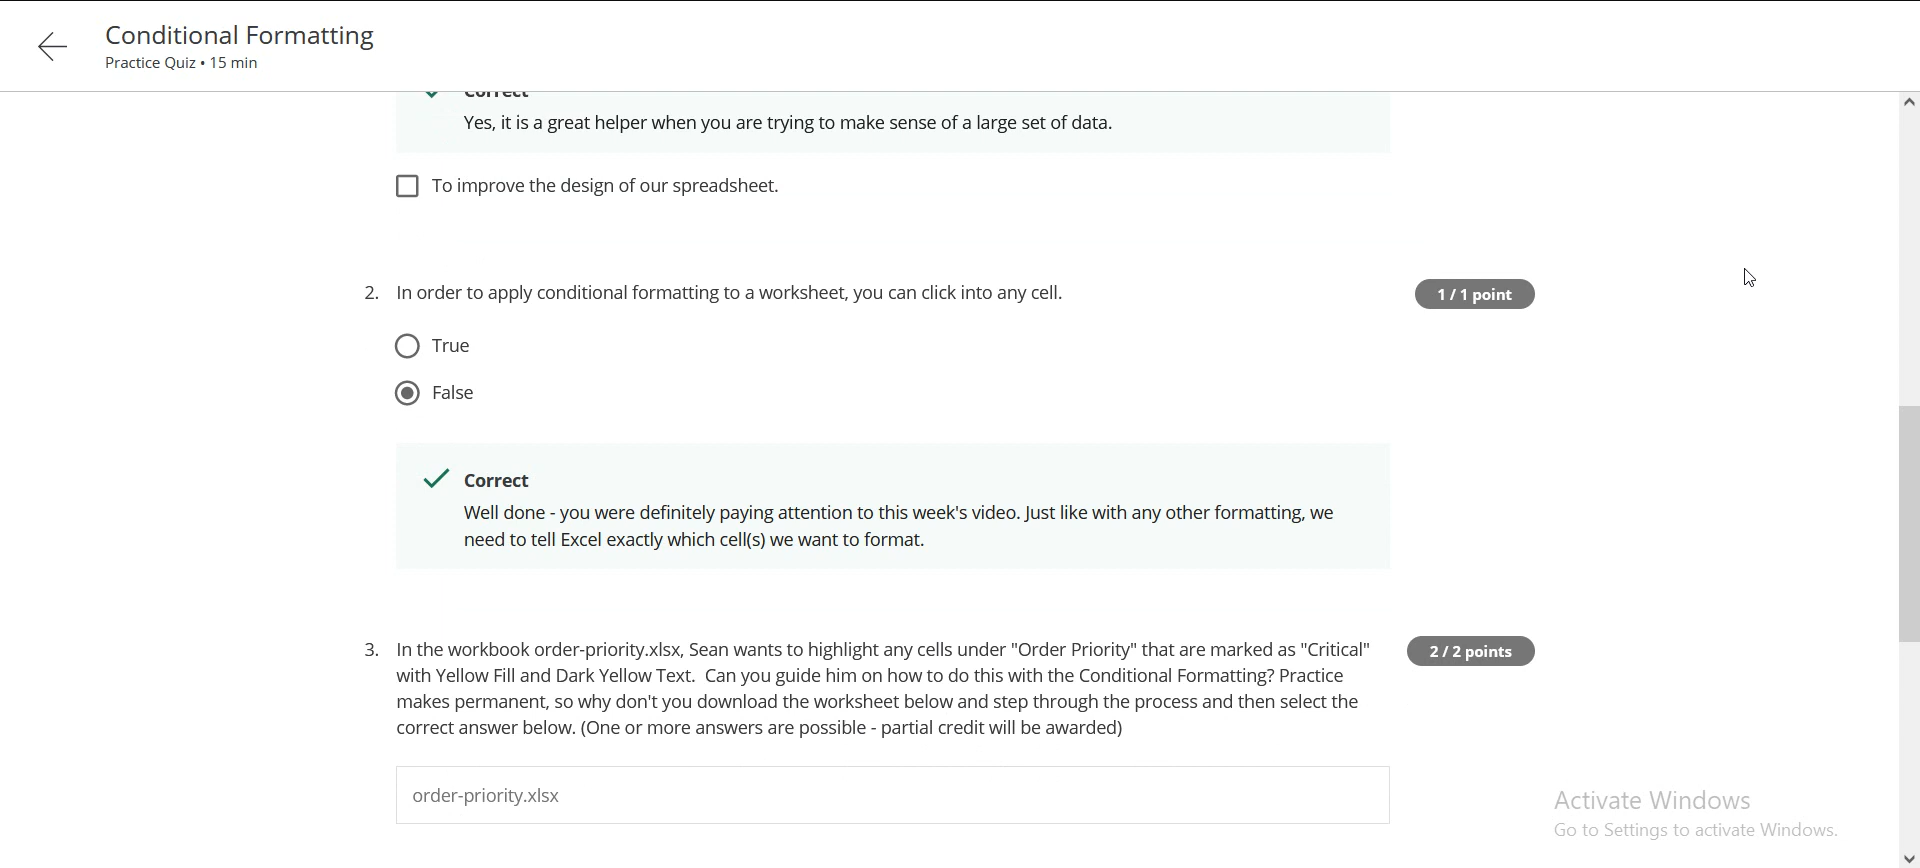 Conditional Formatting
Practice Quiz • 15 min
Correct
Yes, it is a great helper when you are trying to make sense of a large set of data.
To improve the design of our spreadsheet.
2. In order to apply conditional formatting to a worksheet, you can click into any cell.
1 / 1 point
True
False
Correct
Well done - you were definitely paying attention to this week's video. Just like with any other formatting, we
need to tell Excel exactly which cell(s) we want to format.
3. In the workbook order-priority.xlsx, Sean wants to highlight any cells under "Order Priority" that are marked as "Critical"
2 / 2 points
with Yellow Fill and Dark Yellow Text.  Can you guide him on how to do this with the Conditional Formatting? Practice
makes permanent, so why don't you download the worksheet below and step through the process and then select the
correct answer below. (One or more answers are possible - partial credit will be awarded)
order-priority.xlsx
Activate Windows
Go to Settings to activate Windows.